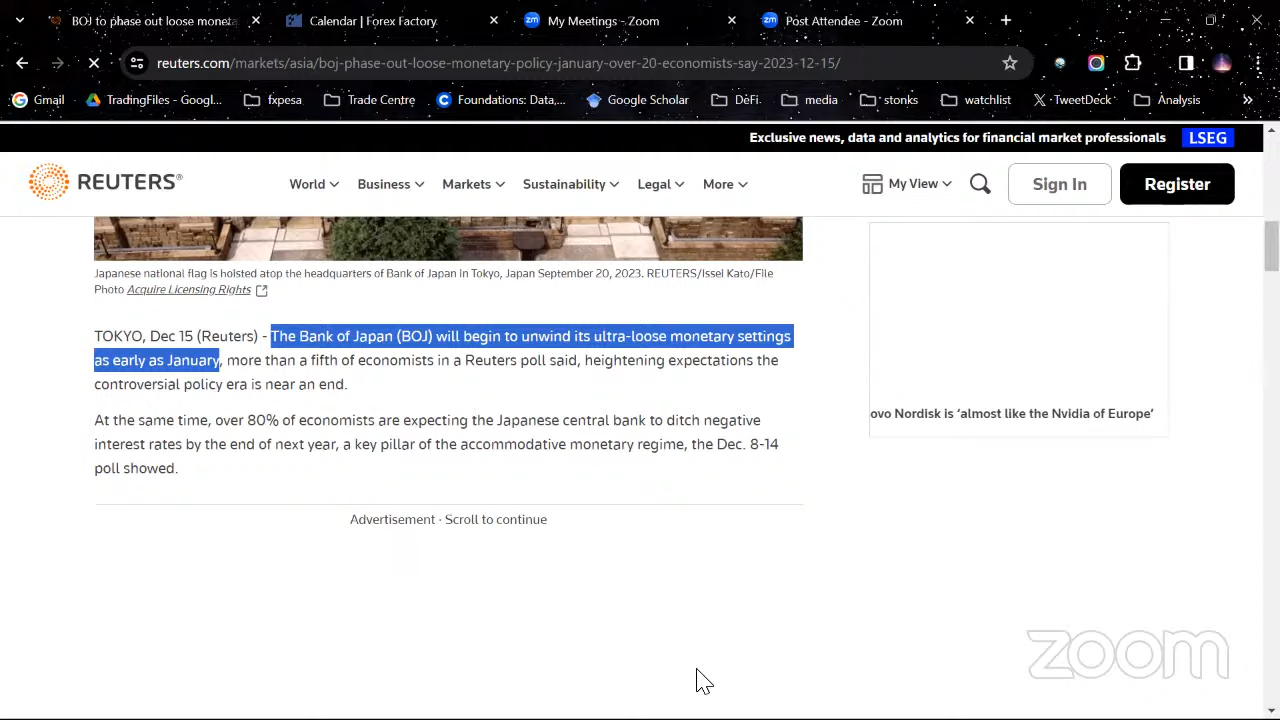 BOJ to phase out loose moneta
Calendar | Forex Factory
My Meetings - Zoom
Post Attendee - Zoom
reuters.com/markets/asia/boj-phase-out-loose-monetary-policy-january-over-20-economists-say-2023-12-15/
Gmail
TradingFiles - Googl...
fxpesa
Trade Centre
Foundations: Data,...
Google Scholar
DeFi
media
stonks
watchlist
TweetDeck
Analysis
Exclusive news, data and analytics for financial market professionals LSEG
REUTERS®
World
Business
Markets
Sustainability
Legal
More
My View
Sign In
Register
Japanese national flag is hoisted atop the headquarters of Bank of Japan in Tokyo, Japan September 20, 2023. REUTERS/Issei Kato/File
Photo Acquire Licensing Rights
TOKYO, Dec 15 (Reuters) - The Bank of Japan (BOJ) will begin to unwind its ultra-loose monetary settings
as early as January, more than a fifth of economists in a Reuters poll said, heightening expectations the
controversial policy era is near an end.
At the same time, over 80% of economists are expecting the Japanese central bank to ditch negative
interest rates by the end of next year, a key pillar of the accommodative monetary regime, the Dec. 8-14
poll showed.
ovo Nordisk is ‘almost like the Nvidia of Europe’
Advertisement · Scroll to continue
zoom